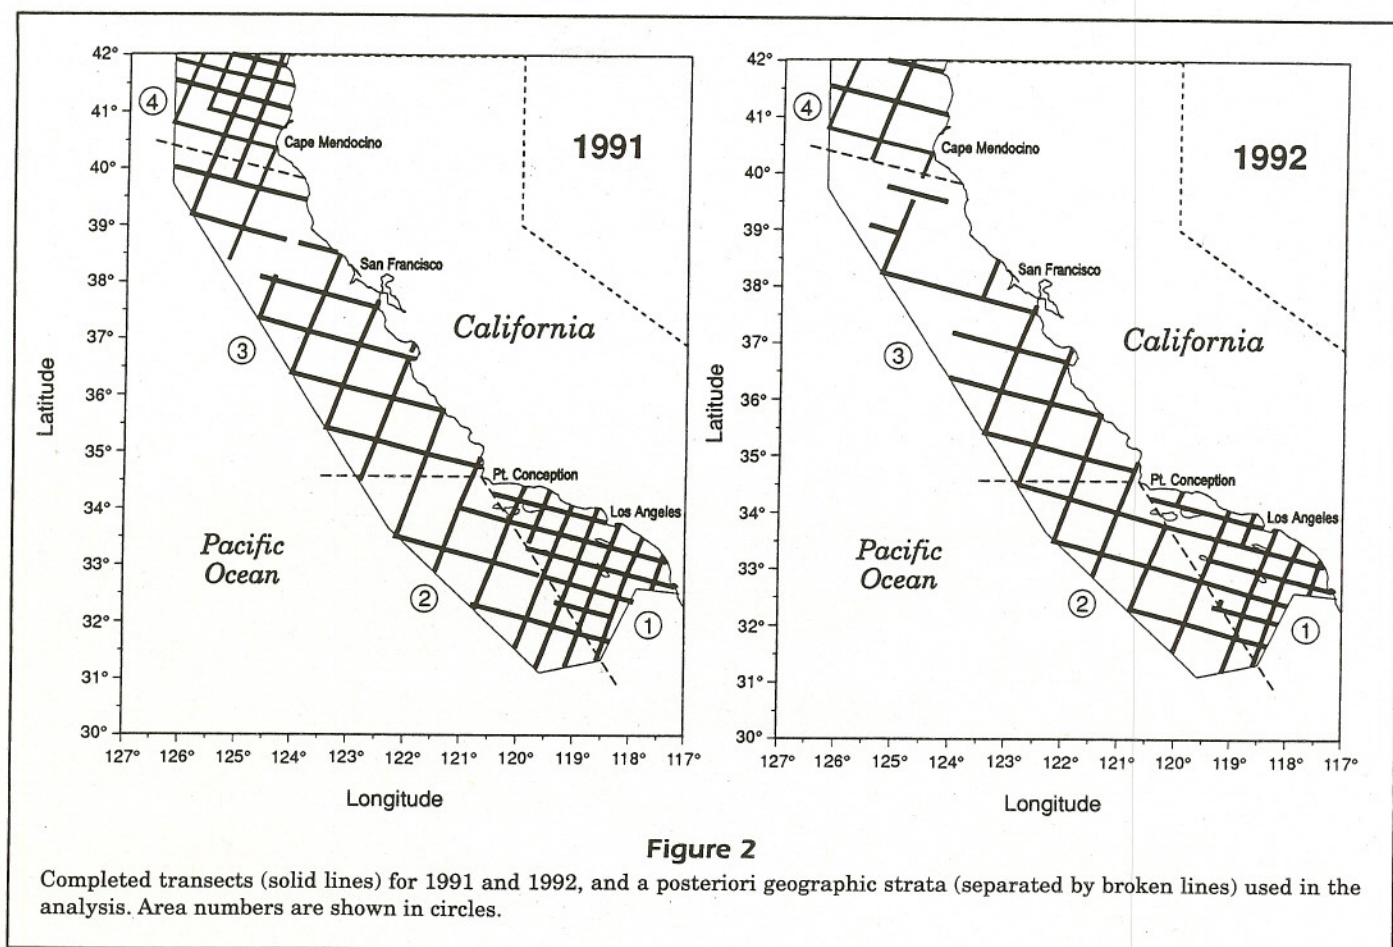 42°
41°
40°
39°
38°
37°
36°
35°
34°
33°
32°
31°
30°
127°
126°
125°
124°
123°
122°
121°
120°
119°
118°
117°
Latitude
Longitude
1991
④
Cape Mendocino
San Francisco
California
③
Pt. Conception
Los Angeles
Pacific
Ocean
②
①
42°
41°
40°
39°
38°
37°
36°
35°
34°
33°
32°
31°
30°
127°
126°
125°
124°
123°
122°
121°
120°
119°
118°
117°
Latitude
Longitude
1992
④
Cape Mendocino
San Francisco
California
③
Pt. Conception
Los Angeles
Pacific
Ocean
②
①
Figure 2
Completed transects (solid lines) for 1991 and 1992, and a posteriori geographic strata (separated by broken lines) used in the
analysis. Area numbers are shown in circles.